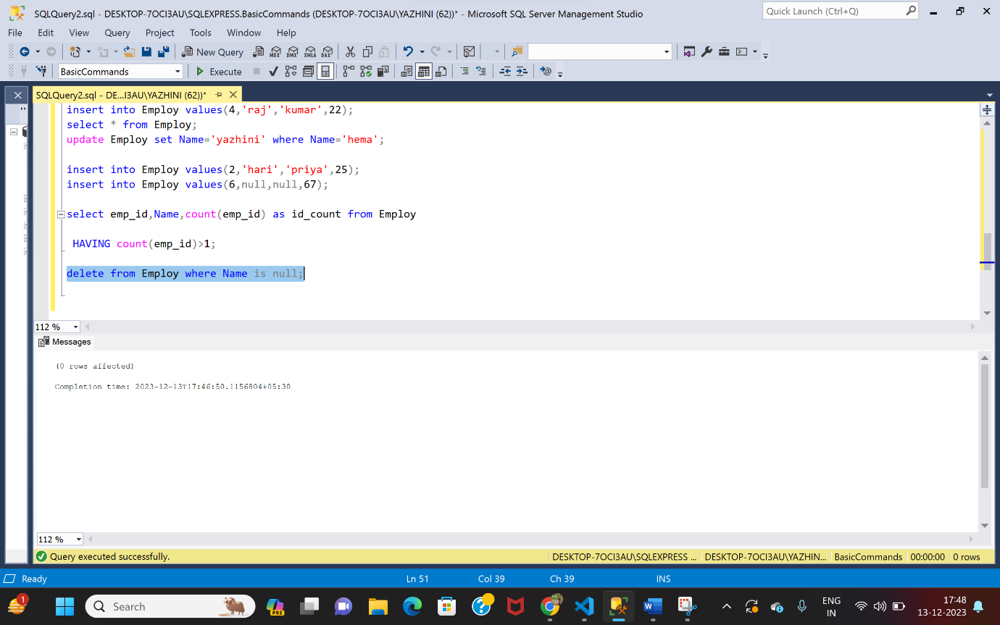 SQLQuery2.sql - DESKTOP-7OCI3AU\SQLEXPRESS.BasicCommands (DESKTOP-7OCI3AU\YAZHINI (62))* - Microsoft SQL Server Management Studio
Quick Launch (Ctrl+Q)
File Edit View Query Project Tools Window Help
New Query MDX DMX XMLA DAX
BasicCommands Execute
SQLQuery2.sql - DE...I3AU\YAZHINI (62))*
insert into Employ values(4,'raj','kumar',22);
select * from Employ;
update Employ set Name='yazhini' where Name='hema';
insert into Employ values(2,'hari','priya',25);
insert into Employ values(6,null,null,67);
select emp_id,Name,count(emp_id) as id_count from Employ
HAVING count(emp_id)>1;
delete from Employ where Name is null;
112 %
Messages
(0 rows affected)
Completion time: 2023-12-13T17:46:50.1156804+05:30
112 %
Query executed successfully. DESKTOP-7OCI3AU\SQLEXPRESS ... DESKTOP-7OCI3AU\YAZHIN... BasicCommands 00:00:00 0 rows
Ready Ln 51 Col 39 Ch 39 INS
1 Search PRE W ENG IN 17:48 13-12-2023